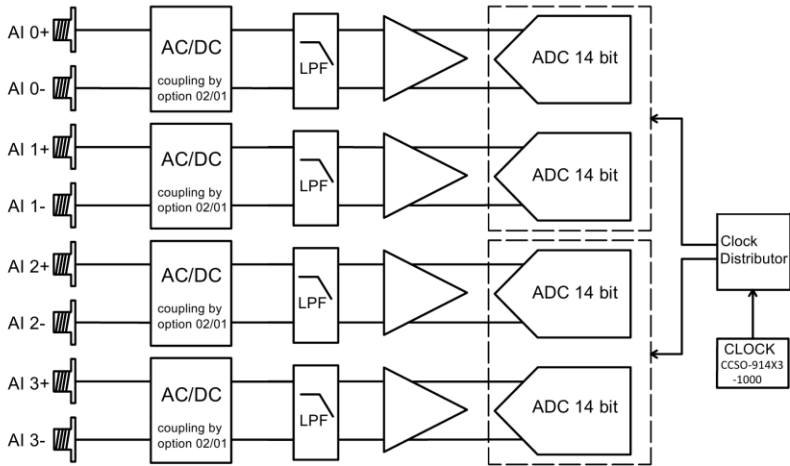 AI 0+
AI 0-
AC/DC
coupling by
option 02/01
LPF
ADC 14 bit
AI 1+
AI 1-
AC/DC
coupling by
option 02/01
LPF
ADC 14 bit
AI 2+
AI 2-
AC/DC
coupling by
option 02/01
LPF
ADC 14 bit
AI 3+
AI 3-
AC/DC
coupling by
option 02/01
LPF
ADC 14 bit
Clock
Distributor
CLOCK
CCSO-914X3
-1000